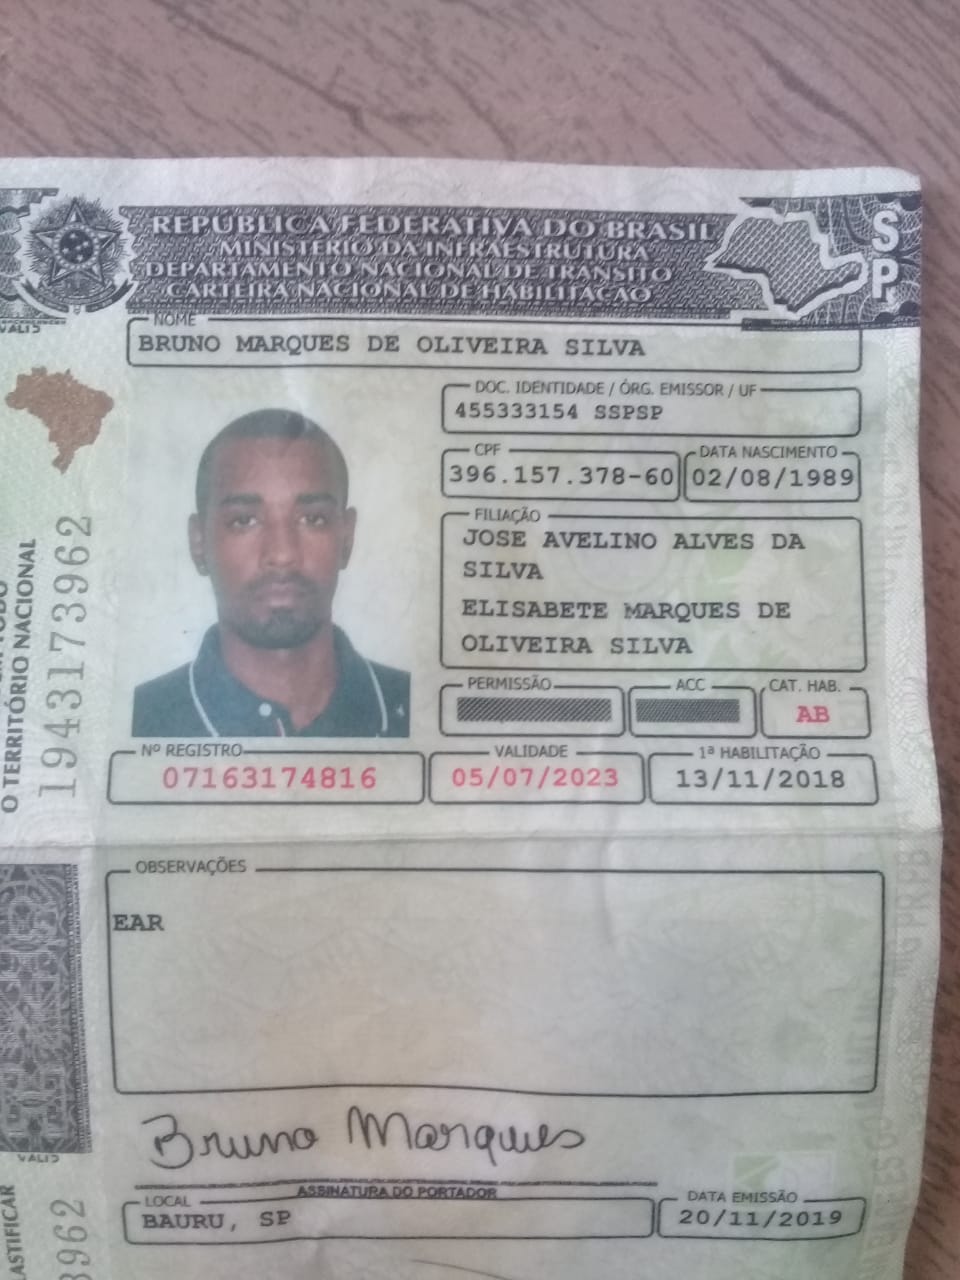 REPÚBLICA FEDERATIVA DO BRASIL
MINISTÉRIO DA INFRAESTRUTURA
DEPARTAMENTO NACIONAL DE TRÂNSITO
CARTEIRA NACIONAL DE HABILITAÇÃO
SP
NOME
BRUNO MARQUES DE OLIVEIRA SILVA
DOC. IDENTIDADE / ÓRG. EMISSOR / UF
455333154 SSPSP
CPF
396.157.378-60
DATA NASCIMENTO
02/08/1989
FILIAÇÃO
JOSE AVELINO ALVES DA
SILVA
ELISABETE MARQUES DE
OLIVEIRA SILVA
PERMISSÃO
ACC
CAT. HAB.
AB
Nº REGISTRO
07163174816
VALIDADE
05/07/2023
1ª HABILITAÇÃO
13/11/2018
OBSERVAÇÕES
EAR
Bruno Marques
ASSINATURA DO PORTADOR
LOCAL
BAURU, SP
DATA EMISSÃO
20/11/2019
O TERRITÓRIO NACIONAL
1943173962